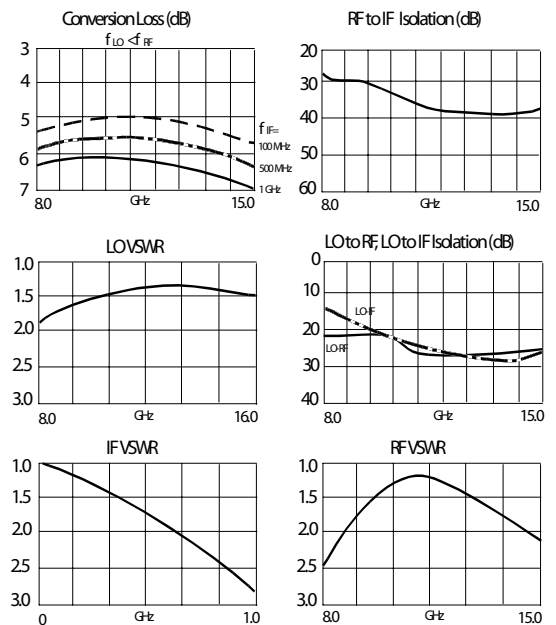 Conversion Loss (dB)
f LO < f RF
3
4
5
6
7
f IF=
100 MHz
500 MHz
1 GHz
8.0 GHz 15.0
RF to IF Isolation (dB)
20
30
40
50
60
8.0 GHz 15.0
LO VSWR
1.0
1.5
2.0
2.5
3.0
8.0 GHz 16.0
LO to RF, LO to IF Isolation (dB)
0
10
20
30
40
LO-IF
LO-RF
8.0 GHz 15.0
IF VSWR
1.0
1.5
2.0
2.5
3.0
0 GHz 1.0
RF VSWR
1.0
1.5
2.0
2.5
3.0
8.0 GHz 15.0